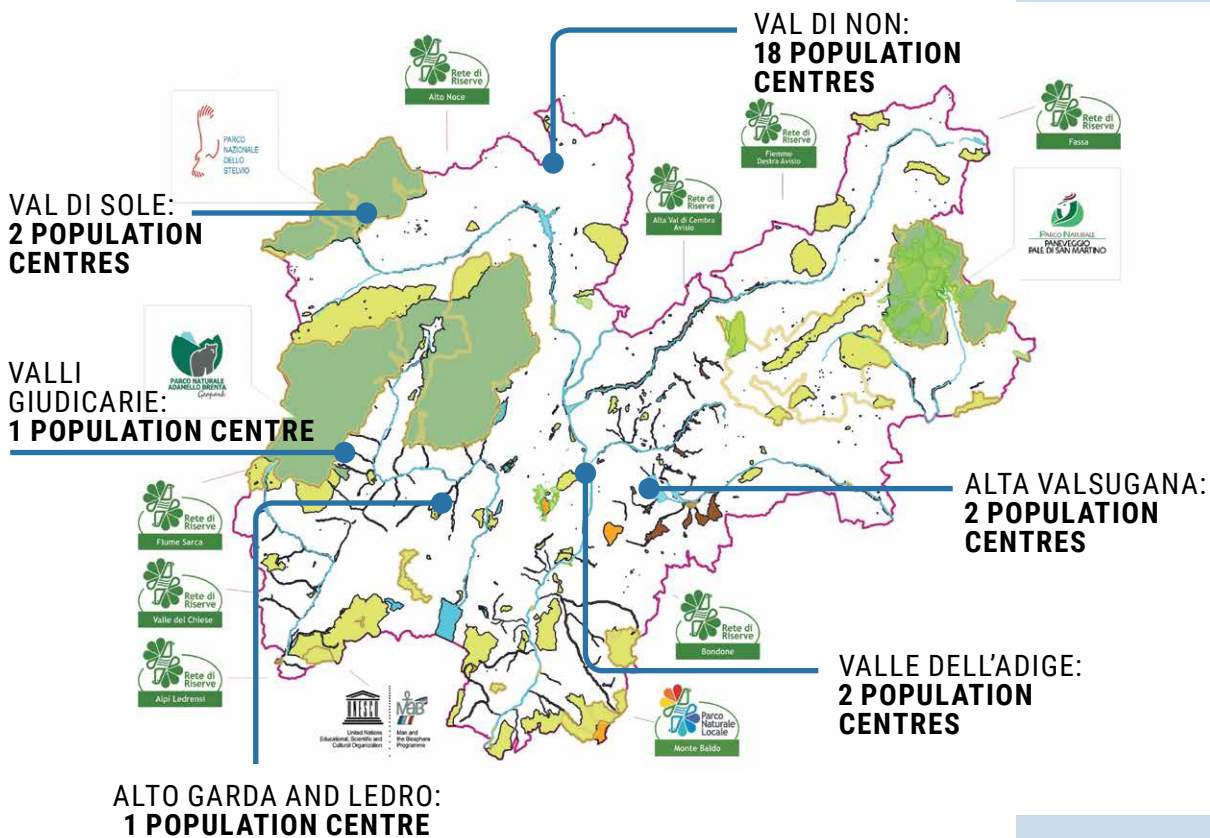 VAL DI NON:
18 POPULATION
CENTRES
Rete di
Riserve
Alto Noce
Rete di
Riserve
Fiemme
Destra Avisio
Rete di
Riserve
Fassa
PARCO
NAZIONALE
DELLO
STELVIO
Rete di
Riserve
Alta Val di Cembra
Avisio
VAL DI SOLE:
2 POPULATION
CENTRES
PARCO NATURALE
PANEVEGGIO
PALE DI SAN MARTINO
PARCO NATURALE
ADAMELLO BRENTA
Geopark
VALLI
GIUDICARIE:
1 POPULATION CENTRE
Rete di
Riserve
Fiume Sarca
ALTA VALSUGANA:
2 POPULATION
CENTRES
Rete di
Riserve
Valle del Chiese
Rete di
Riserve
Bondone
Rete di
Riserve
Alpi Ledrensi
VALLE DELL’ADIGE:
2 POPULATION
CENTRES
UNESCO
MAB
United Nations
Educational, Scientific and
Cultural Organization
Man and
the Biosphere
Programme
Parco
Naturale
Locale
Monte Baldo
ALTO GARDA AND LEDRO:
1 POPULATION CENTRE